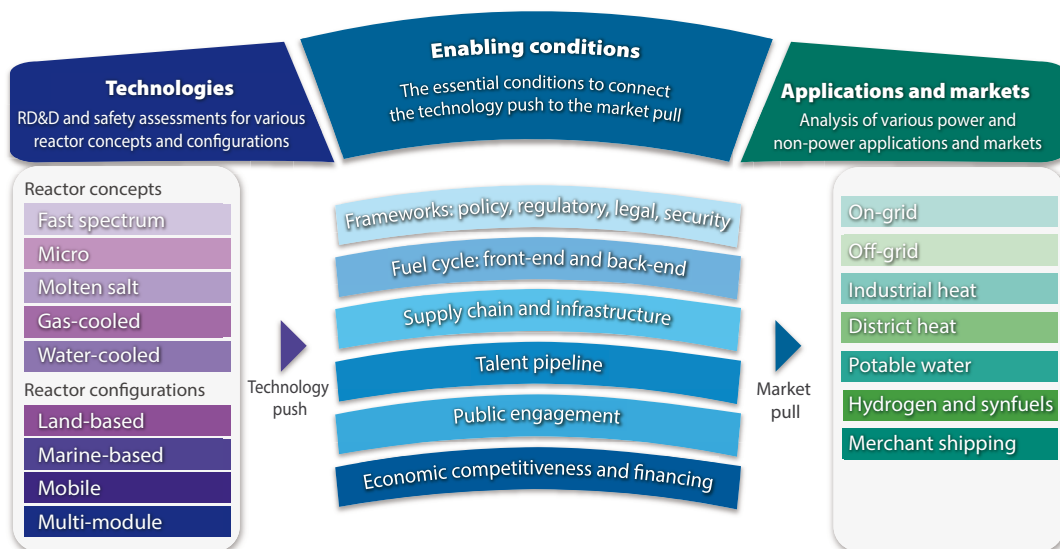 Technologies
RD&D and safety assessments for various
reactor concepts and configurations
Enabling conditions
The essential conditions to connect
the technology push to the market pull
Applications and markets
Analysis of various power and
non-power applications and markets
Reactor concepts
Fast spectrum
Micro
Molten salt
Gas-cooled
Water-cooled
Reactor configurations
Land-based
Marine-based
Mobile
Multi-module
Technology
push
Frameworks: policy, regulatory, legal, security
Fuel cycle: front-end and back-end
Supply chain and infrastructure
Talent pipeline
Public engagement
Economic competitiveness and financing
Market
pull
On-grid
Off-grid
Industrial heat
District heat
Potable water
Hydrogen and synfuels
Merchant shipping